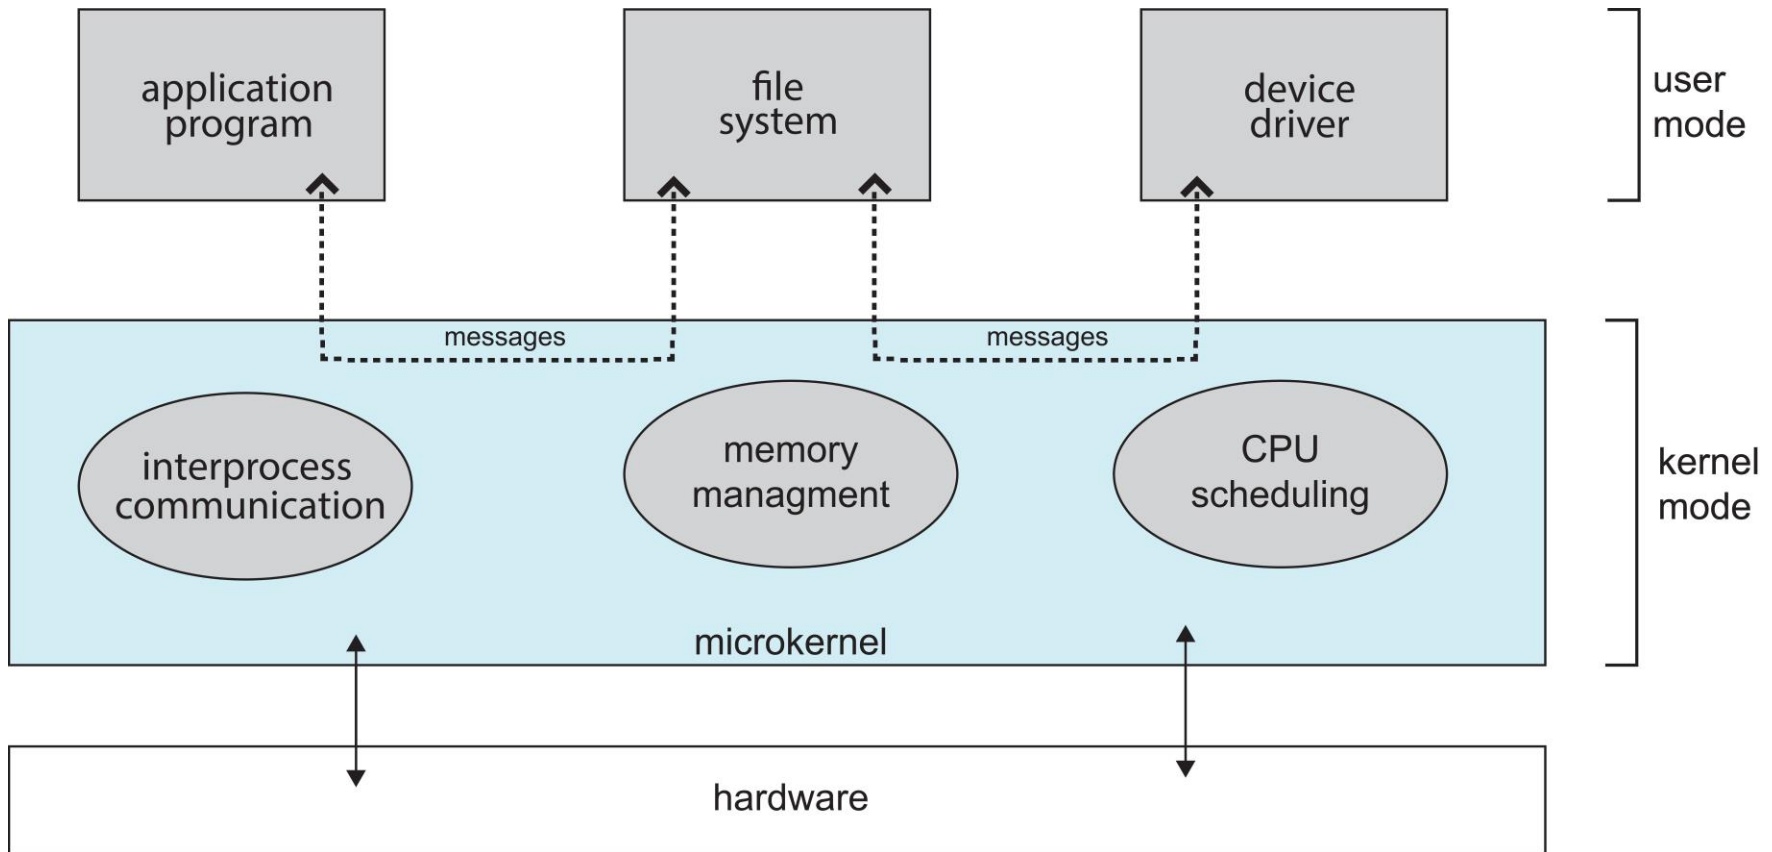 application
program
file
system
device
driver
user
mode
messages
messages
interprocess
communication
memory
managment
CPU
scheduling
kernel
mode
microkernel
hardware